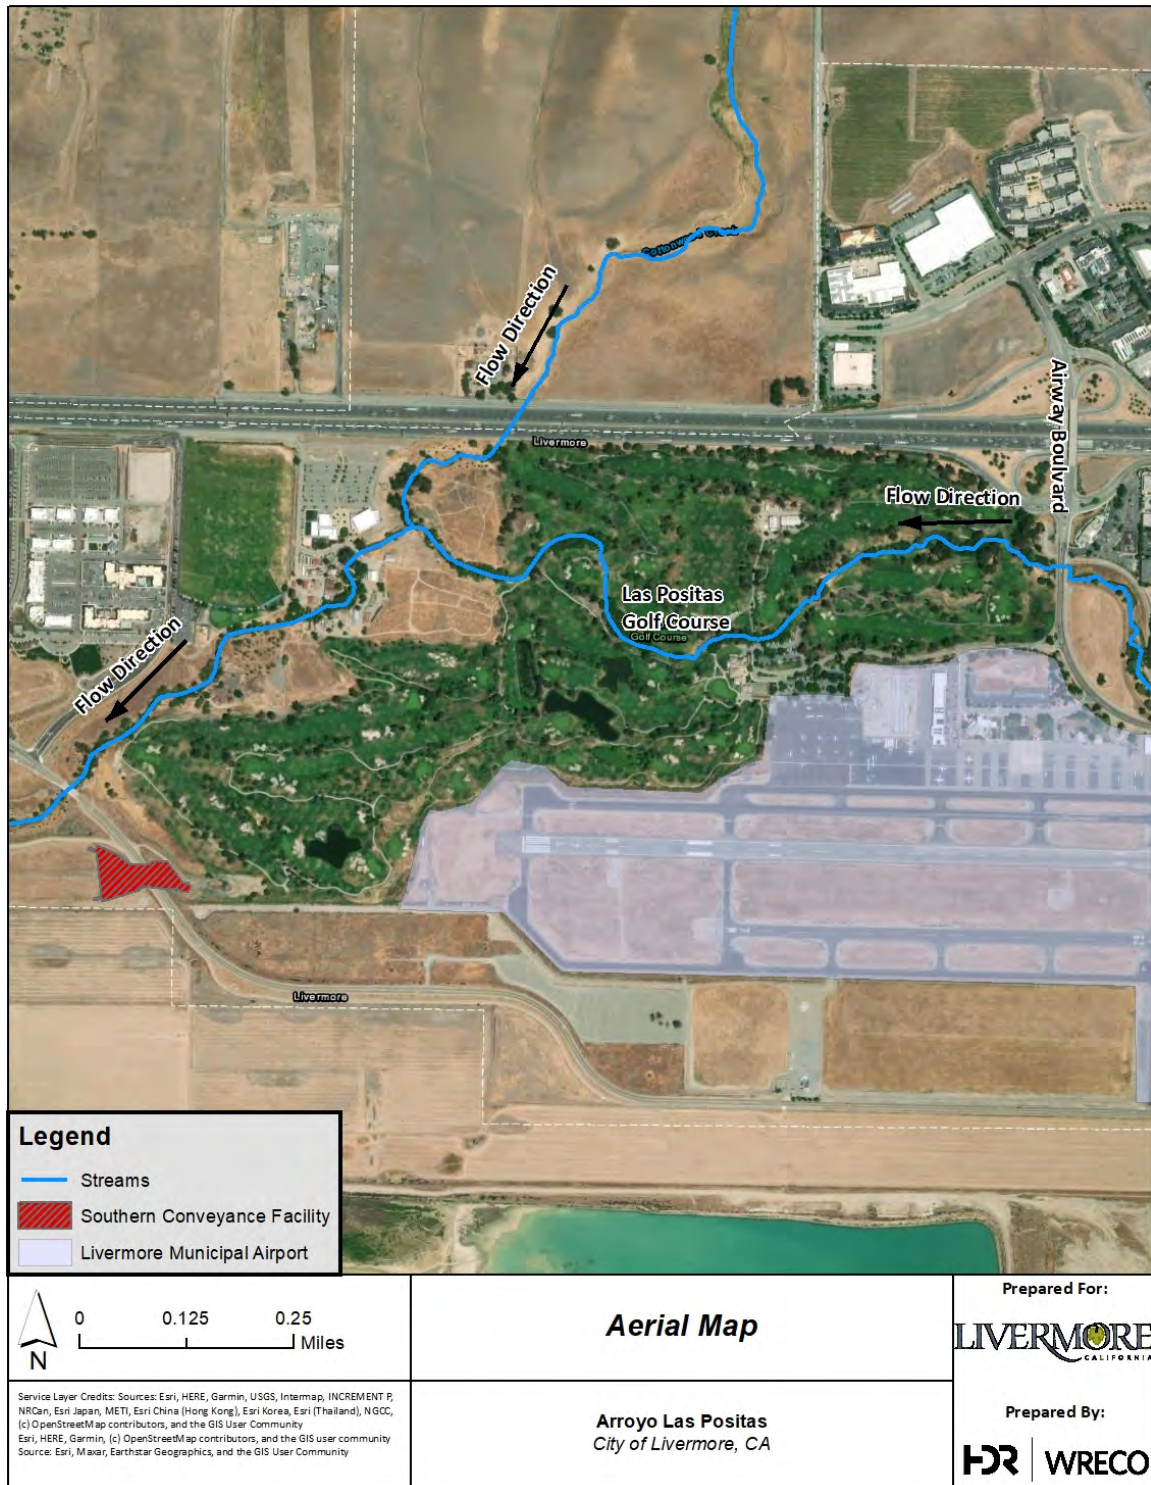 Cottonwood Creek
Flow Direction
Airway Boulvard
Livermore
Flow Direction
Las Positas
Golf Course
Golf Course
Flow Direction
Livermore
Legend
Streams
Southern Conveyance Facility
Livermore Municipal Airport
N
0 0.125 0.25
Miles
Aerial Map
Prepared For:
LIVERMORE
CALIFORNIA
Service Layer Credits: Sources: Esri, HERE, Garmin, USGS, Intermap, INCREMENT P,
NRCan, Esri Japan, METI, Esri China (Hong Kong), Esri Korea, Esri (Thailand), NGCC,
(c) OpenStreetMap contributors, and the GIS User Community
Esri, HERE, Garmin, (c) OpenStreetMap contributors, and the GIS user community
Source: Esri, Maxar, Earthstar Geographics, and the GIS User Community
Arroyo Las Positas
City of Livermore, CA
Prepared By:
HDR WRECO